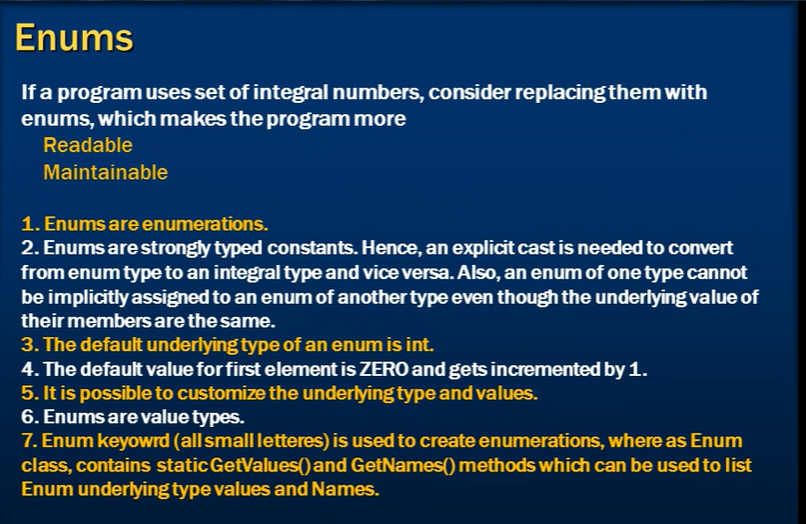 Enums
If a program uses set of integral numbers, consider replacing them with
enums, which makes the program more
Readable
Maintainable
1. Enums are enumerations.
2. Enums are strongly typed constants. Hence, an explicit cast is needed to convert
from enum type to an integral type and vice versa. Also, an enum of one type cannot
be implicitly assigned to an enum of another type even though the underlying value of
their members are the same.
3. The default underlying type of an enum is int.
4. The default value for first element is ZERO and gets incremented by 1.
5. It is possible to customize the underlying type and values.
6. Enums are value types.
7. Enum keyowrd (all small letteres) is used to create enumerations, where as Enum
class, contains static GetValues() and GetNames() methods which can be used to list
Enum underlying type values and Names.